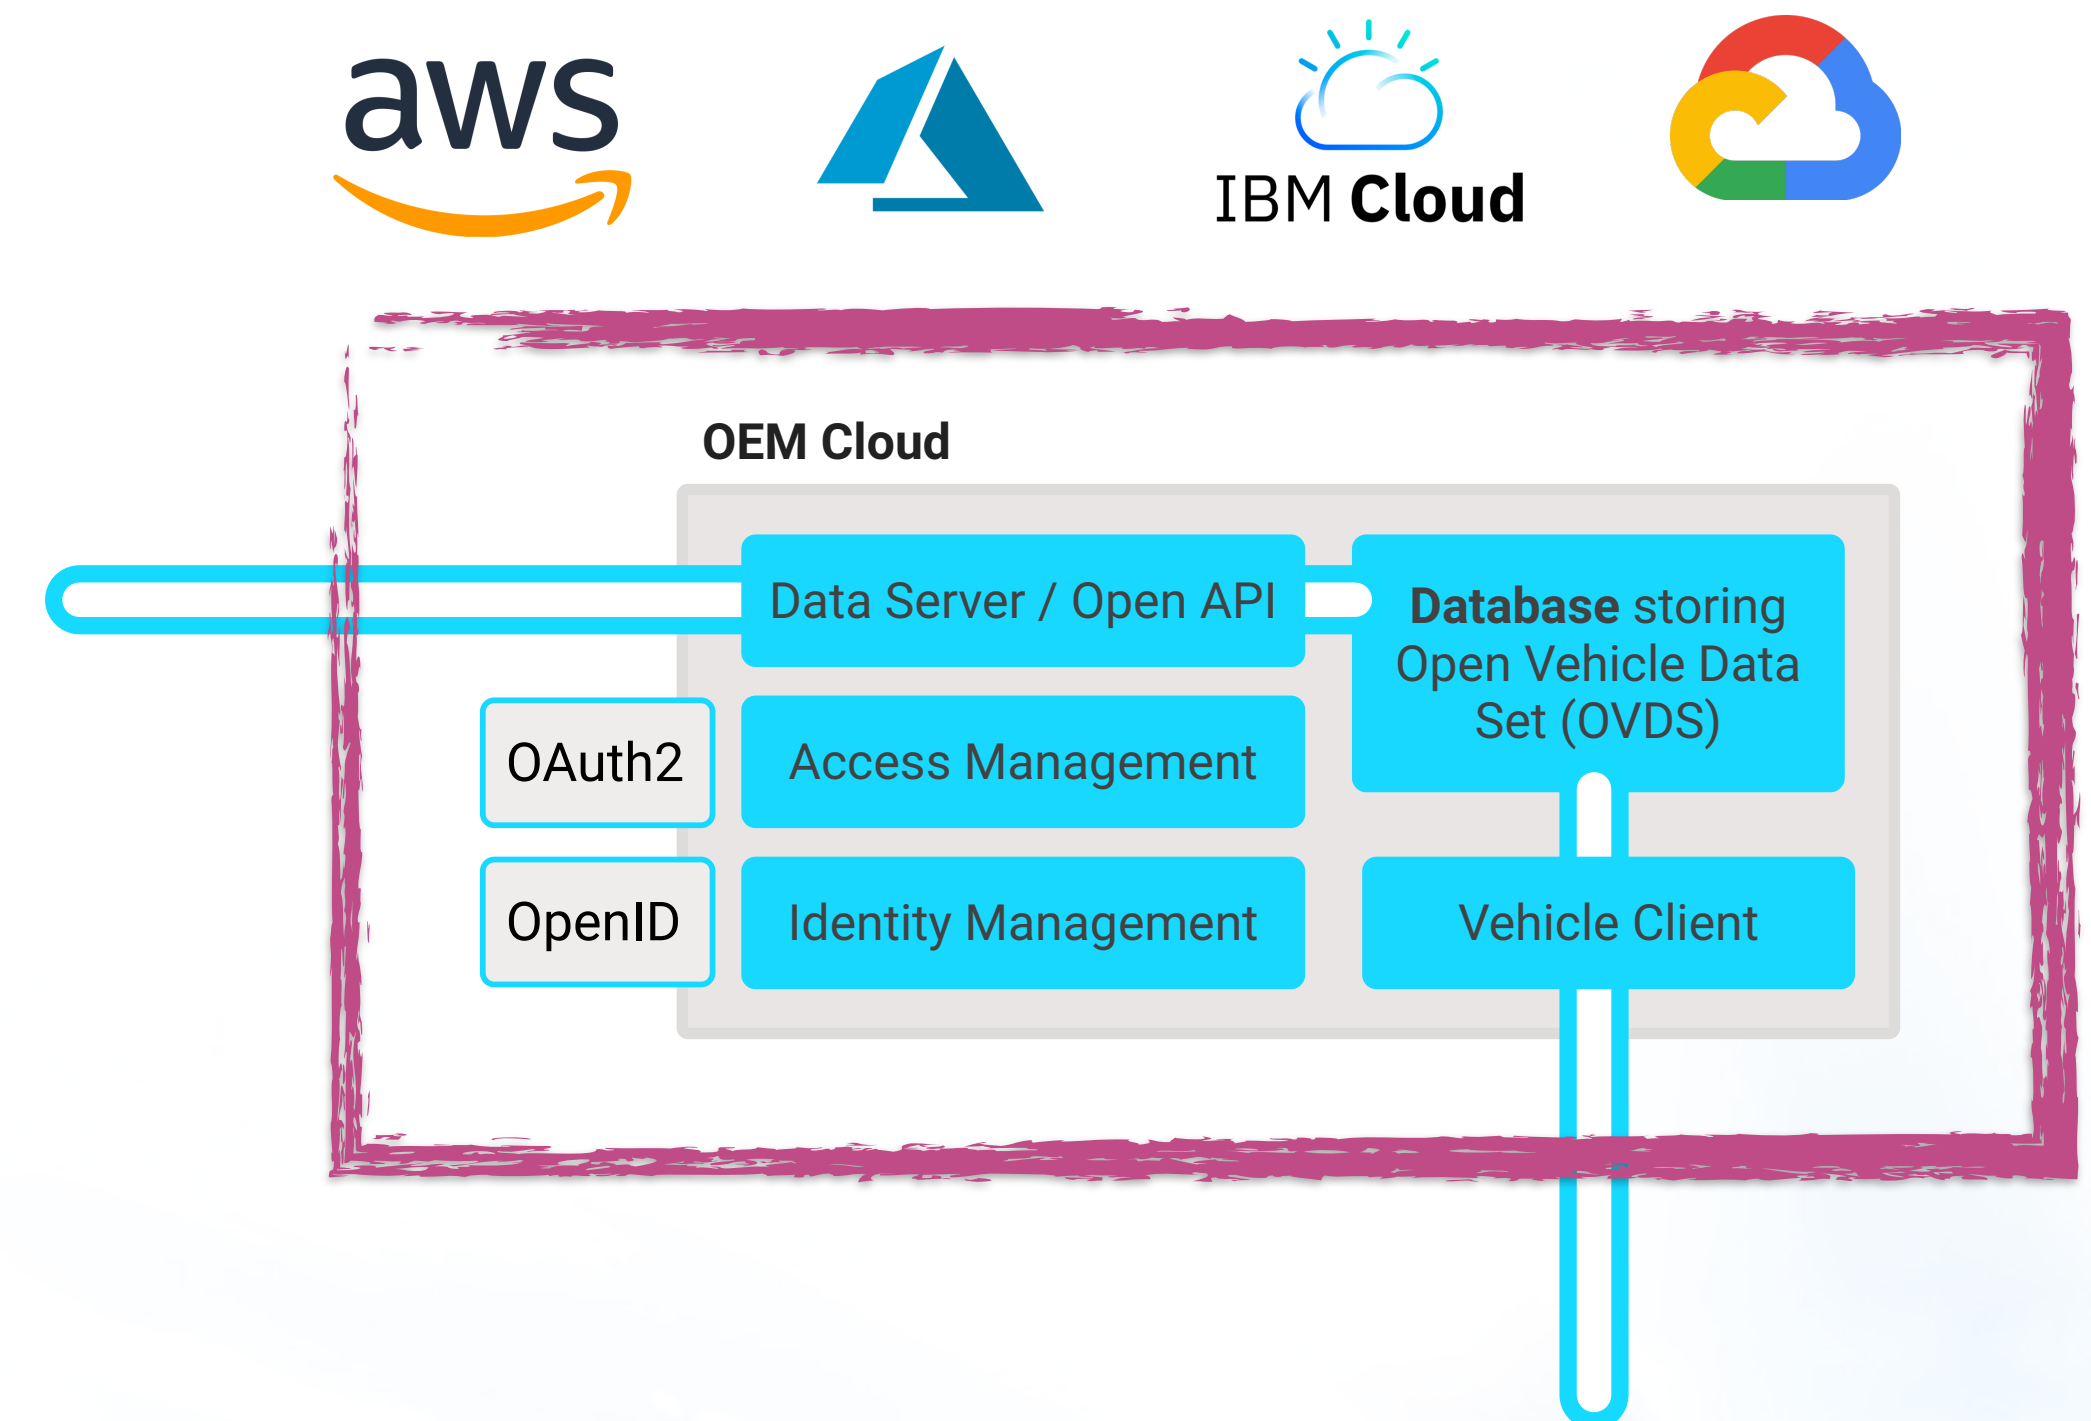 aws
IBM Cloud
OEM Cloud
Data Server / Open API
Database storing
Open Vehicle Data
Set (OVDS)
OAuth2
Access Management
OpenID
Identity Management
Vehicle Client